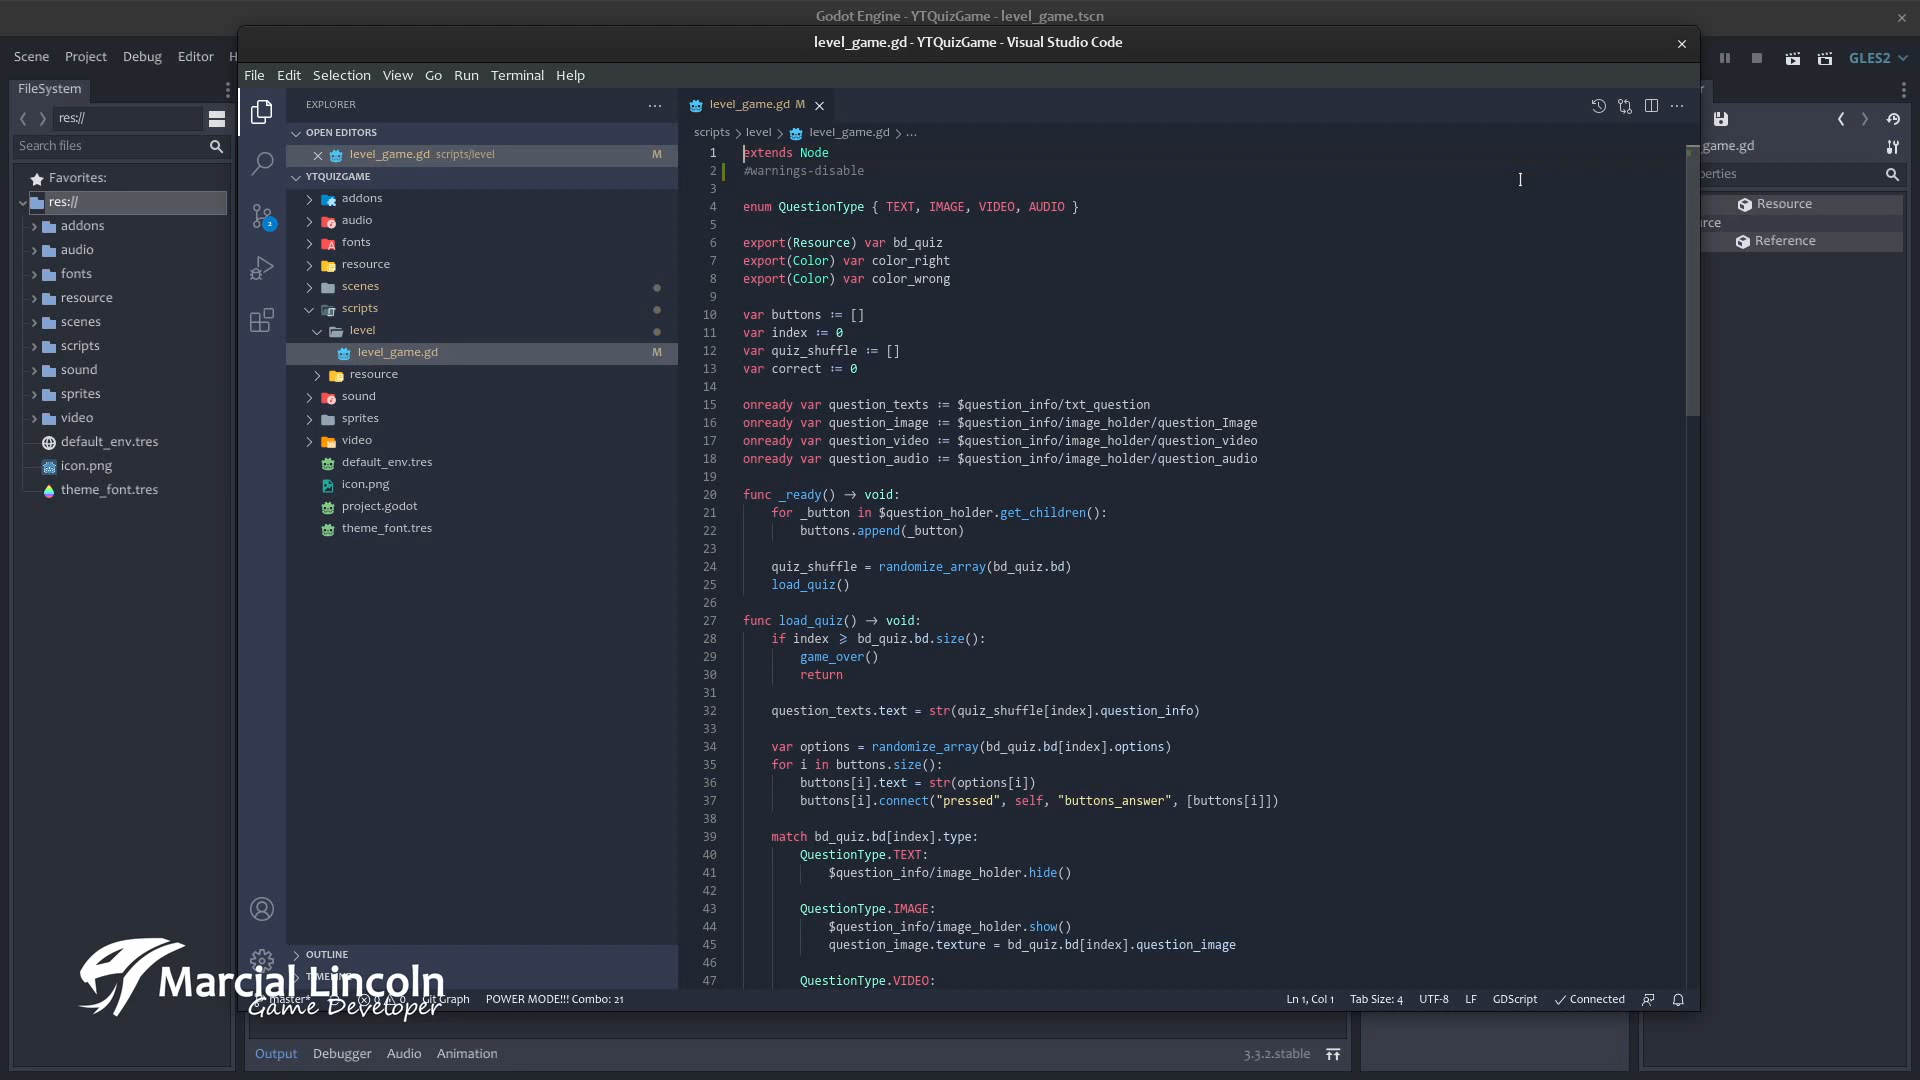 Godot Engine - YTQuizGame - level_game.tscn
level_game.gd - YTQuizGame - Visual Studio Code
Scene Project Debug Editor H
GLES2
File Edit Selection View Go Run Terminal Help
FileSystem
res://
Search files
Favorites:
res://
addons
audio
fonts
resource
scenes
scripts
sound
sprites
video
default_env.tres
icon.png
theme_font.tres
EXPLORER
OPEN EDITORS
level_game.gd scripts/level M
YTQUIZGAME
addons
audio
fonts
resource
scenes
scripts
level
level_game.gd M
resource
sound
sprites
video
default_env.tres
icon.png
project.godot
theme_font.tres
OUTLINE
level_game.gd M
scripts > level > level_game.gd > ...
1 extends Node
2 #warnings-disable
3
4 enum QuestionType { TEXT, IMAGE, VIDEO, AUDIO }
5
6 export(Resource) var bd_quiz
7 export(Color) var color_right
8 export(Color) var color_wrong
9
10 var buttons := []
11 var index := 0
12 var quiz_shuffle := []
13 var correct := 0
14
15 onready var question_texts := $question_info/txt_question
16 onready var question_image := $question_info/image_holder/question_Image
17 onready var question_video := $question_info/image_holder/question_video
18 onready var question_audio := $question_info/image_holder/question_audio
19
20 func _ready() → void:
21 for _button in $question_holder.get_children():
22 buttons.append(_button)
23
24 quiz_shuffle = randomize_array(bd_quiz.bd)
25 load_quiz()
26
27 func load_quiz() → void:
28 if index ⩾ bd_quiz.bd.size():
29 game_over()
30 return
31
32 question_texts.text = str(quiz_shuffle[index].question_info)
33
34 var options = randomize_array(bd_quiz.bd[index].options)
35 for i in buttons.size():
36 buttons[i].text = str(options[i])
37 buttons[i].connect("pressed", self, "buttons_answer", [buttons[i]])
38
39 match bd_quiz.bd[index].type:
40 QuestionType.TEXT:
41 $question_info/image_holder.hide()
42
43 QuestionType.IMAGE:
44 $question_info/image_holder.show()
45 question_image.texture = bd_quiz.bd[index].question_image
46
47 QuestionType.VIDEO:
game.gd
perties
Resource
rce
Reference
Marcial Lincoln
Game Developer
master* 0 0 Git Graph POWER MODE!!! Combo: 21
Ln 1, Col 1 Tab Size: 4 UTF-8 LF GDScript Connected
Output Debugger Audio Animation
3.3.2.stable